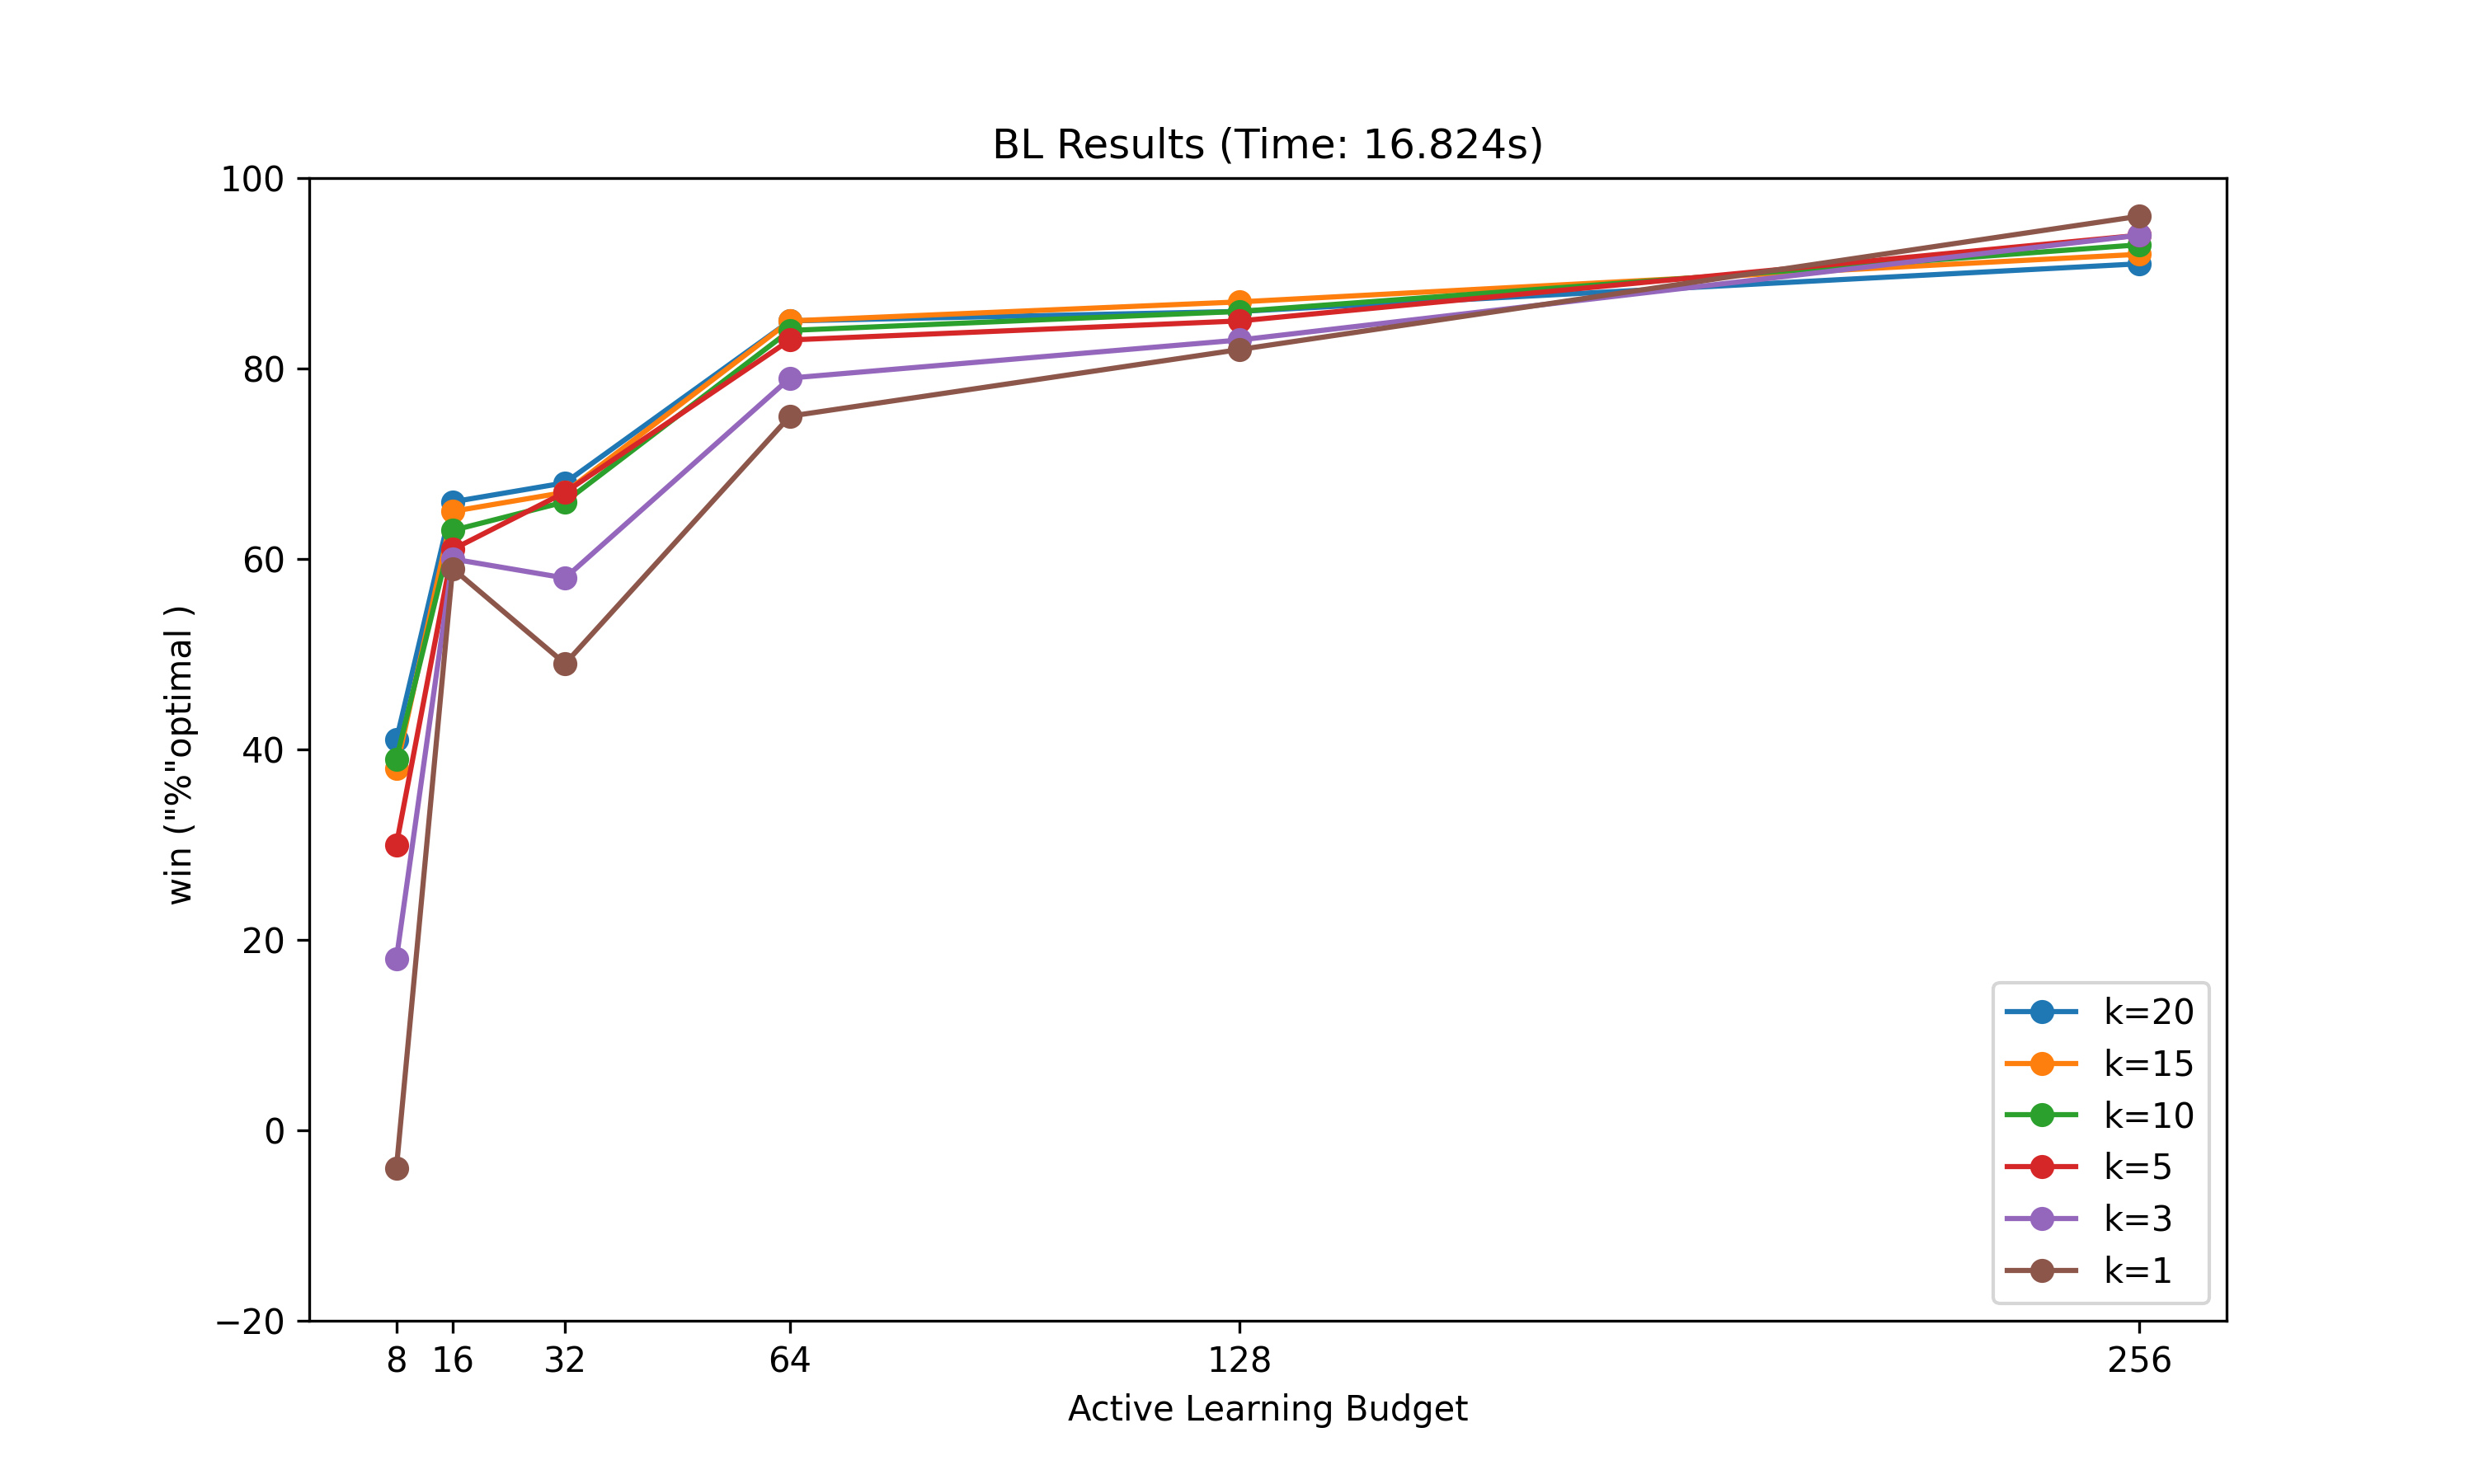 BL Results (Time: 16.824s)
100
80
60
40
20
0
−20
win ("%"optimal )
8 16 32 64 128 256
Active Learning Budget
k=20
k=15
k=10
k=5
k=3
k=1